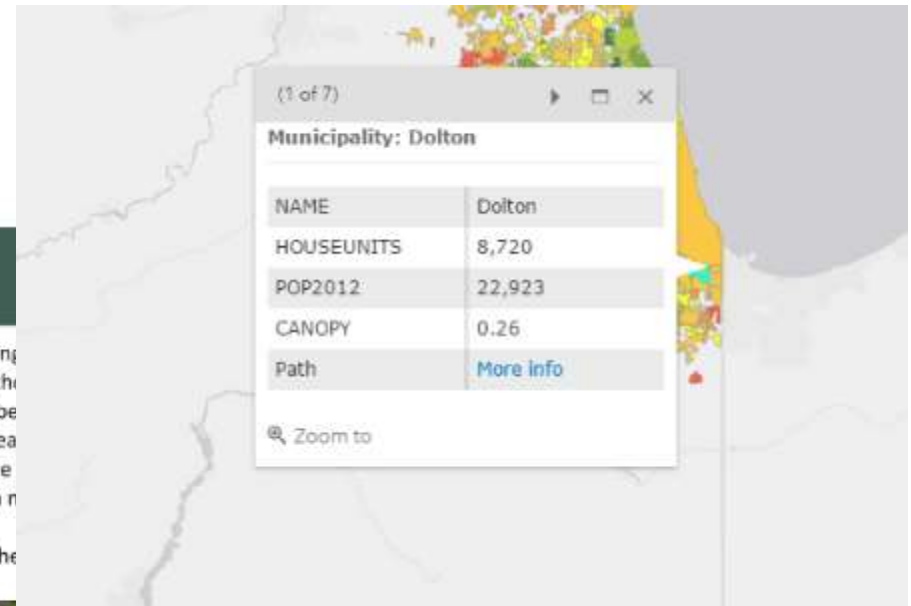 (1 of 7)
Municipality: Dolton
NAME Dolton
HOUSEUNITS 8,720
POP2012 22,923
CANOPY 0.26
Path More info
Zoom to